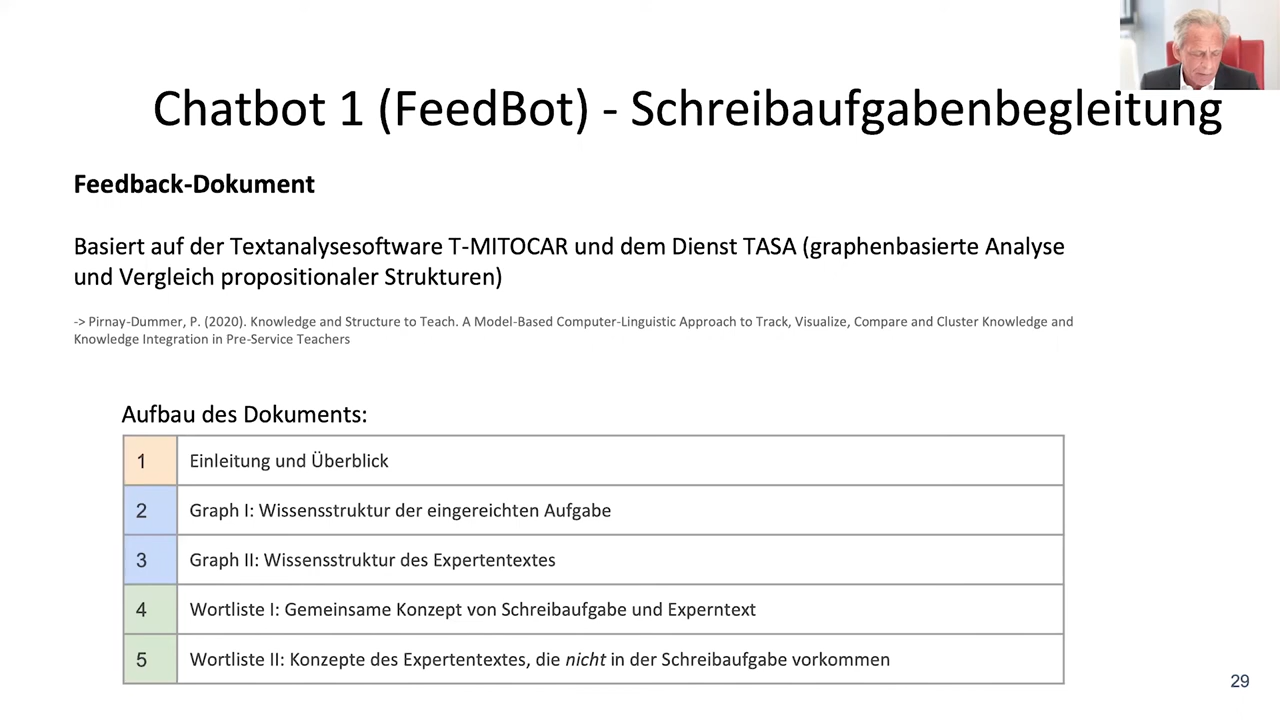 Chatbot 1 (FeedBot) - Schreibaufgabenbegleitung
Feedback-Dokument
Basiert auf der Textanalysesoftware T-MITOCAR und dem Dienst TASA (graphenbasierte Analyse
und Vergleich propositionaler Strukturen)
-> Pirnay-Dummer, P. (2020). Knowledge and Structure to Teach. A Model-Based Computer-Linguistic Approach to Track, Visualize, Compare and Cluster Knowledge and
Knowledge Integration in Pre-Service Teachers
Aufbau des Dokuments:
1 Einleitung und Überblick
2 Graph I: Wissensstruktur der eingereichten Aufgabe
3 Graph II: Wissensstruktur des Expertentextes
4 Wortliste I: Gemeinsame Konzept von Schreibaufgabe und Experntext
5 Wortliste II: Konzepte des Expertentextes, die nicht in der Schreibaufgabe vorkommen
29